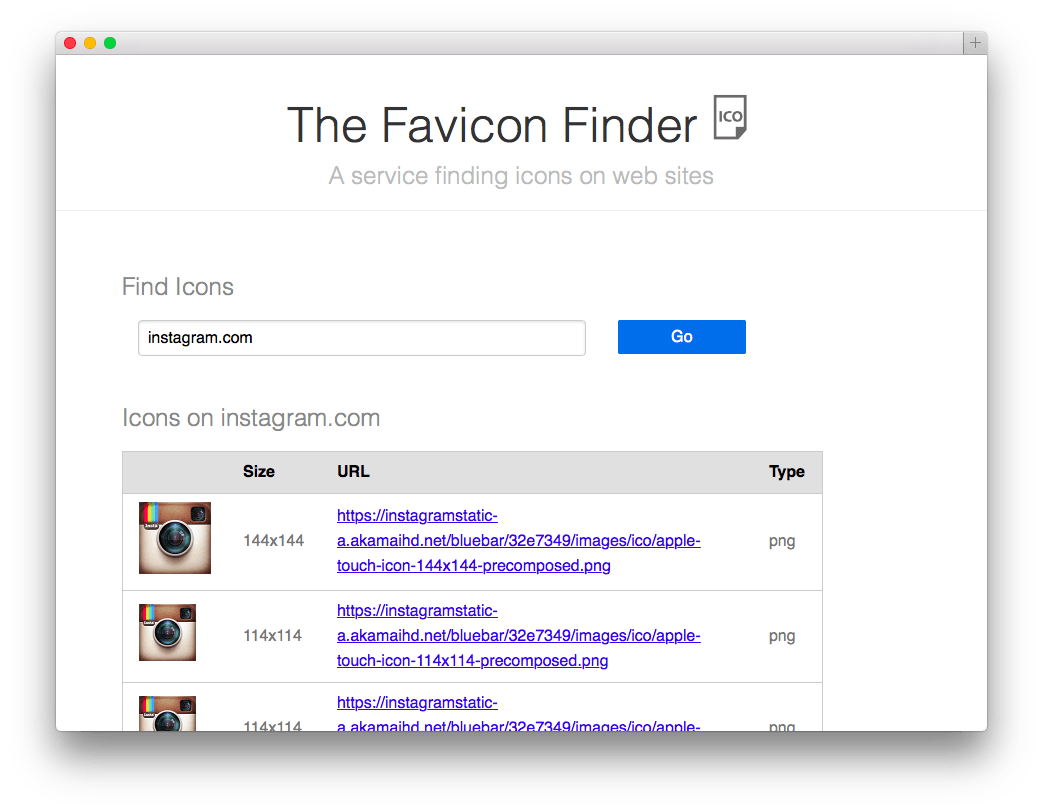 The Favicon Finder
ICO
A service finding icons on web sites
Find Icons
instagram.com
Go
Icons on instagram.com
Size URL Type
Insta
144x144
https://instagramstatic-
a.akamaihd.net/bluebar/32e7349/images/ico/apple-
touch-icon-144x144-precomposed.png
png
Insta
114x114
https://instagramstatic-
a.akamaihd.net/bluebar/32e7349/images/ico/apple-
touch-icon-114x114-precomposed.png
png
Insta
114x114
https://instagramstatic-
a.akamaihd.net/bluebar/32e7349/images/ico/apple-
png